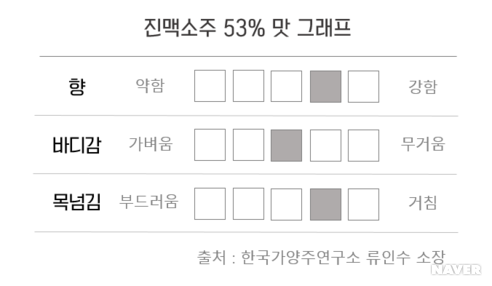 진맥소주 53% 맛 그래프
향 약함 강함
바디감 가벼움 무거움
목넘김 부드러움 거침
출처 : 한국가양주연구소 류인수 소장
NAVER